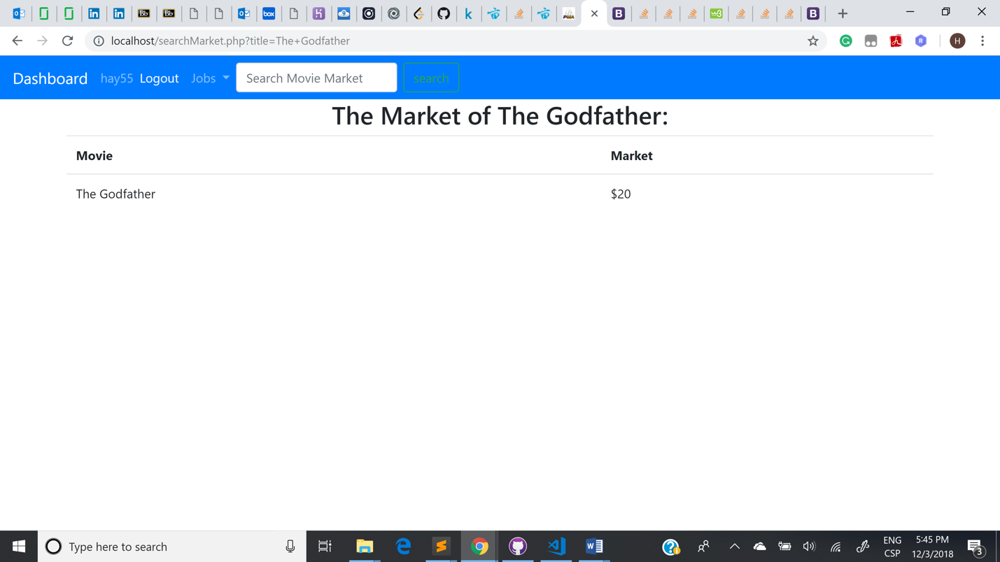 localhost/searchMarket.php?title=The+Godfather
H
Dashboard hay55 Logout Jobs Search Movie Market search
The Market of The Godfather:
Movie Market
The Godfather $20
Type here to search
ENG 5:45 PM
CSP 12/3/2018
3